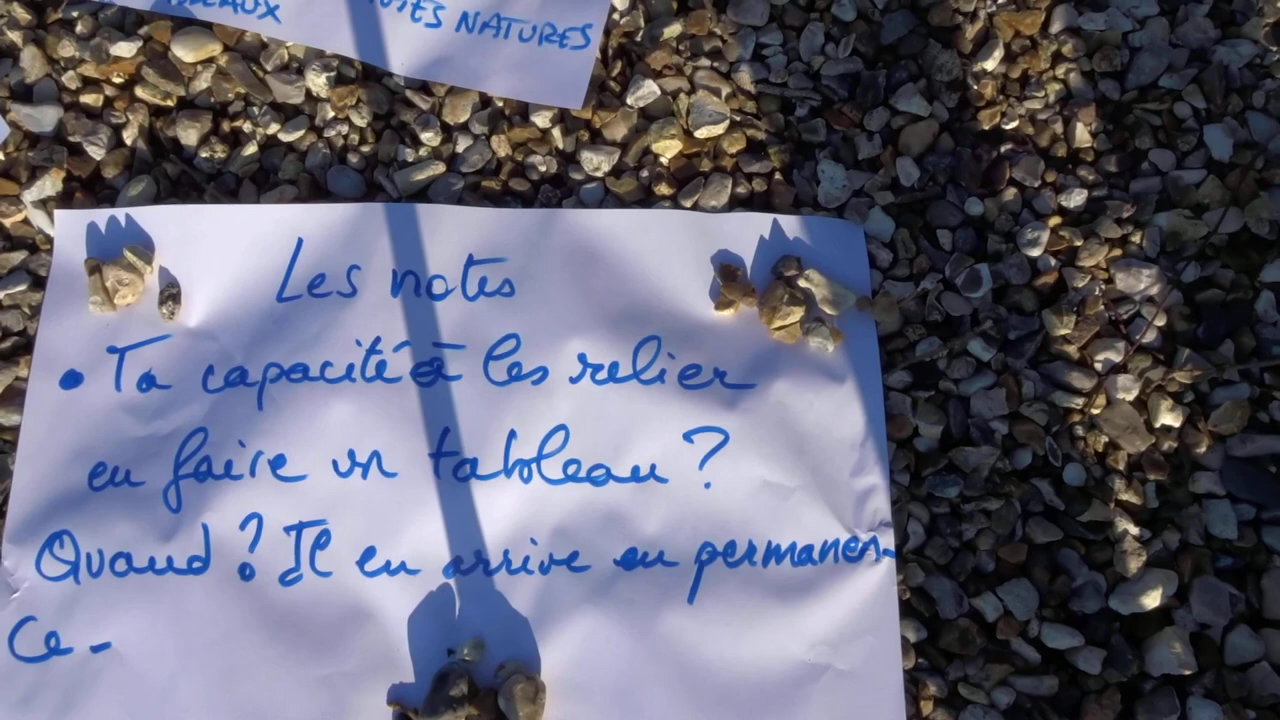 NATURES
Les notes
• Ta capacité à les relier
en faire un tableau ?
Quand ? Il en arrive en permanen-
ce-